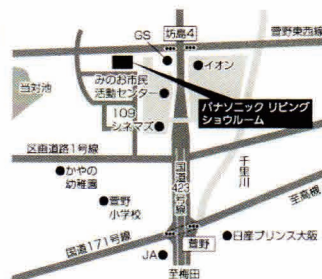 GS
坊島4
菅野東西線
イオン
みのお市民
活動センター
当対池
パナソニック リビング
ショウルーム
109
シネマズ
区画道路1号線
国道423号線
千里川
かやの
幼稚園
菅野
小学校
至高槻
国道171号線
菅野
日産プリンス大阪
JA
至梅田